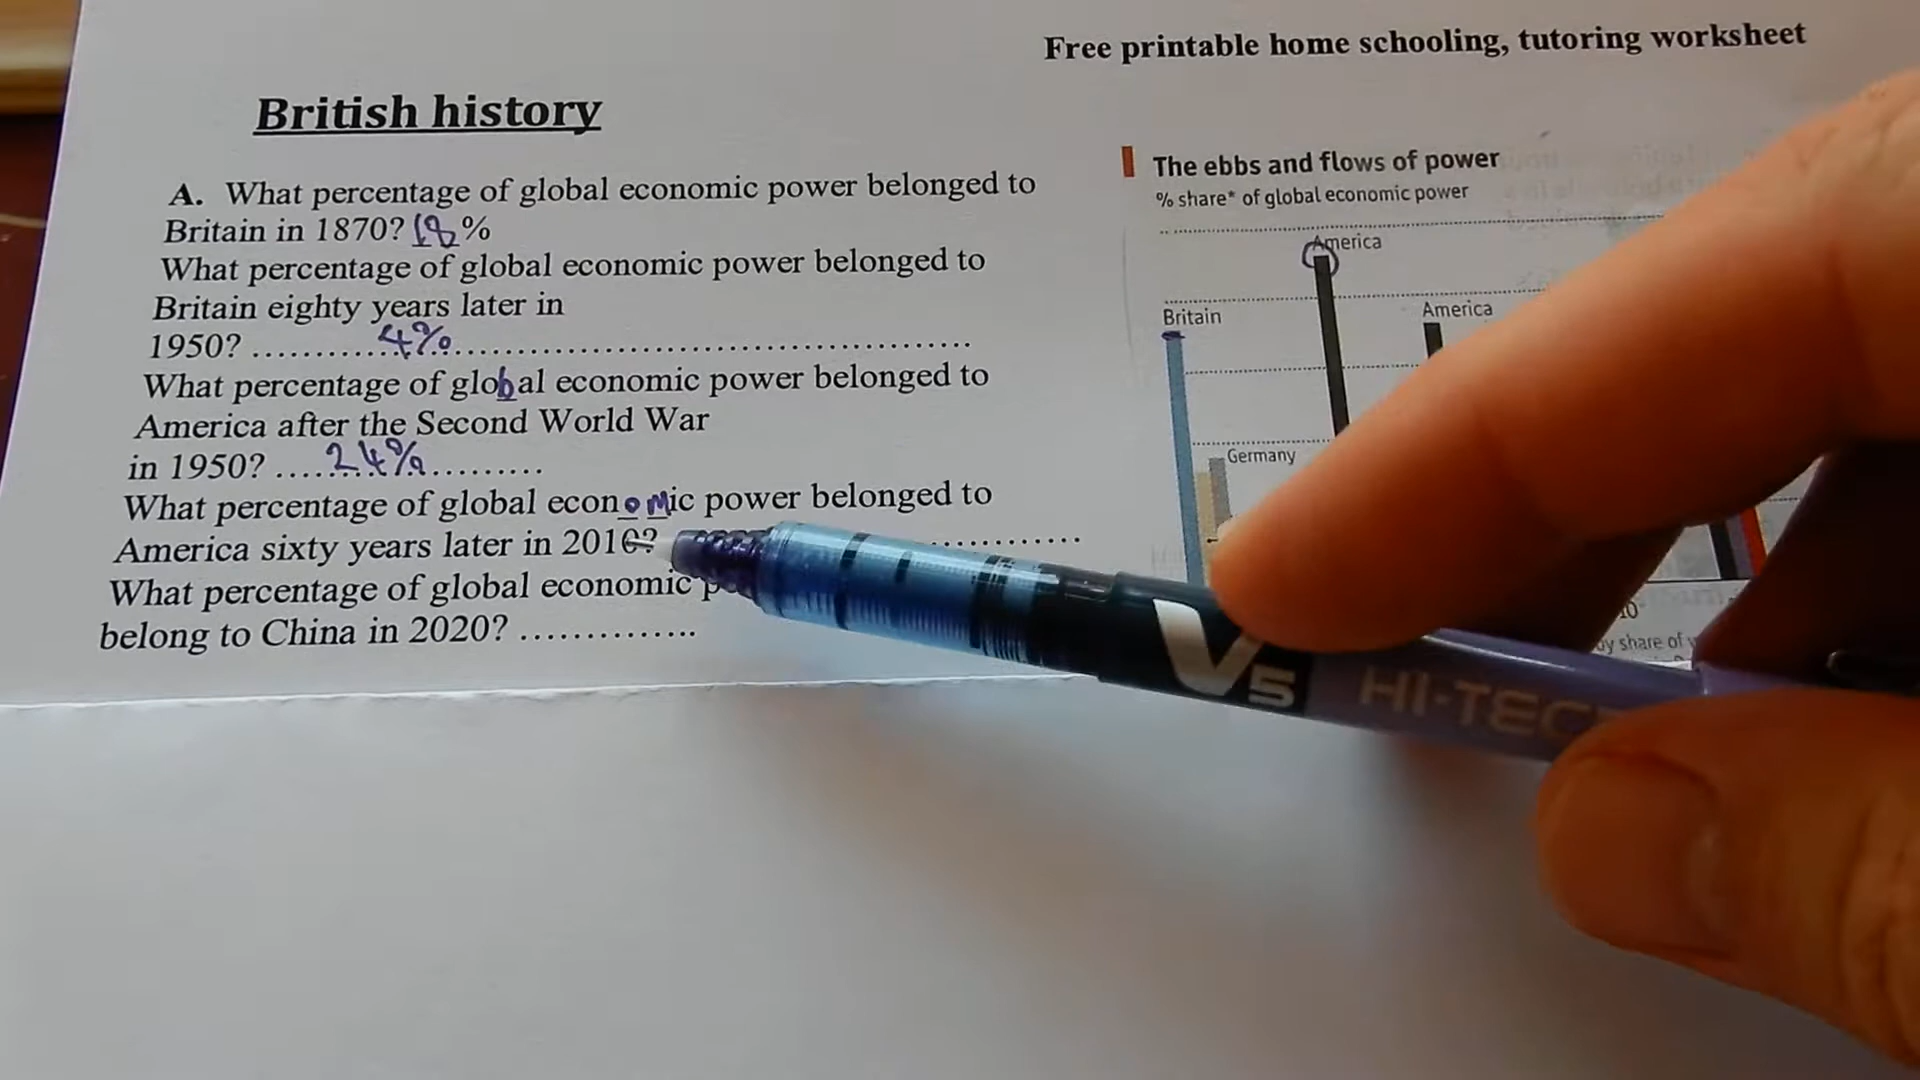 Free printable home schooling, tutoring worksheet
British history
A. What percentage of global economic power belonged to
Britain in 1870? 18%
What percentage of global economic power belonged to
Britain eighty years later in
1950? ............4%..........................................
What percentage of global economic power belonged to
America after the Second World War
in 1950? .....24%.........
What percentage of global economic power belonged to
America sixty years later in 2010? ............
What percentage of global economic
belong to China in 2020? ..............
The ebbs and flows of power
% share* of global economic power
America
Britain
America
Germany
by share of
V5 HI-TEC